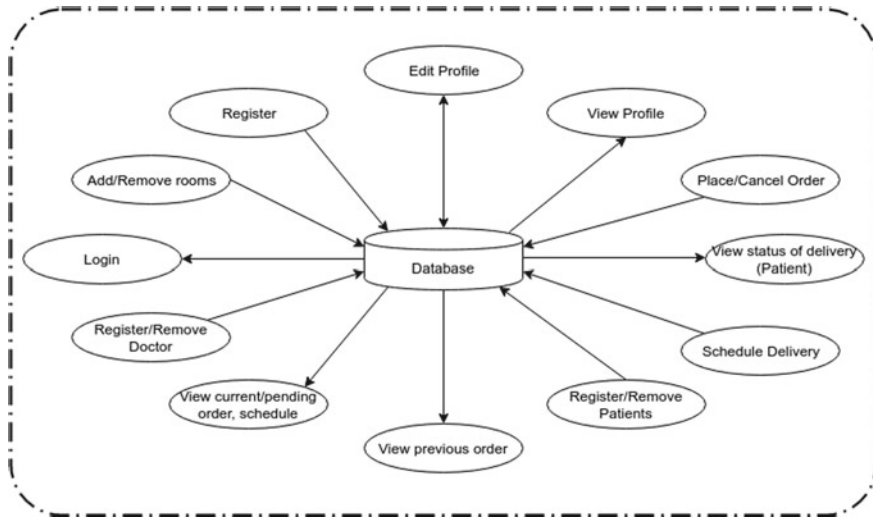 Edit Profile
Register
View Profile
Add/Remove rooms
Place/Cancel Order
Login
Database
View status of delivery
(Patient)
Register/Remove
Doctor
Schedule Delivery
View current/pending
order, schedule
Register/Remove
Patients
View previous order